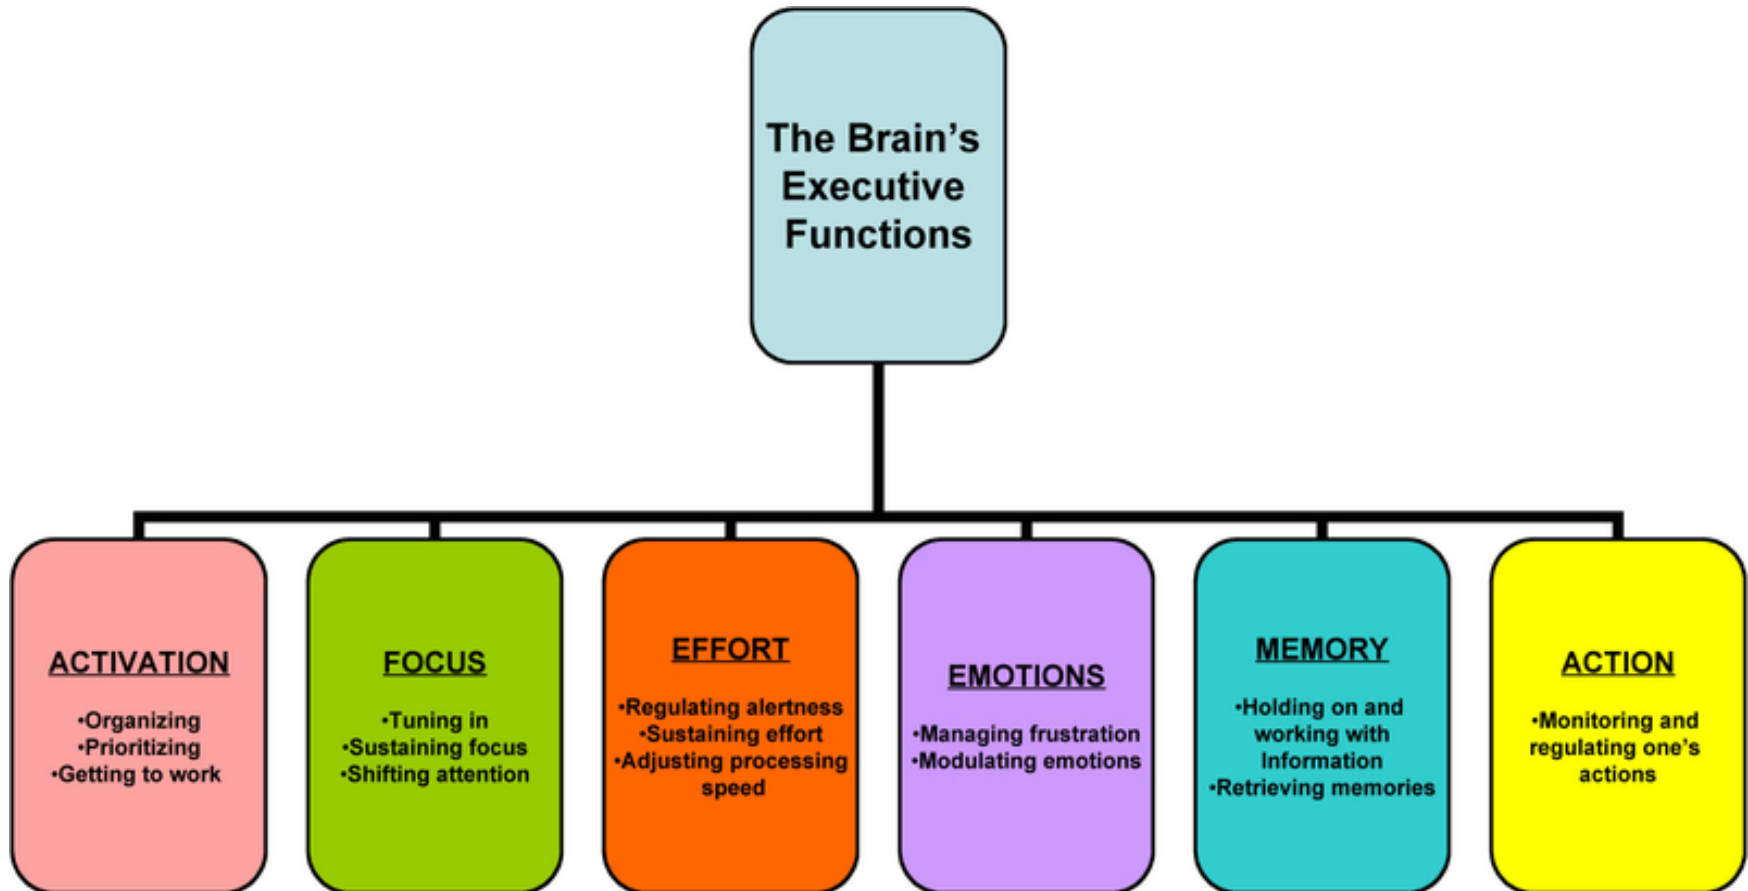 The Brain's
Executive
Functions
ACTIVATION
•Organizing
•Prioritizing
•Getting to work
FOCUS
•Tuning in
•Sustaining focus
•Shifting attention
EFFORT
•Regulating alertness
•Sustaining effort
•Adjusting processing
speed
EMOTIONS
•Managing frustration
•Modulating emotions
MEMORY
•Holding on and
working with
Information
•Retrieving memories
ACTION
•Monitoring and
regulating one's
actions